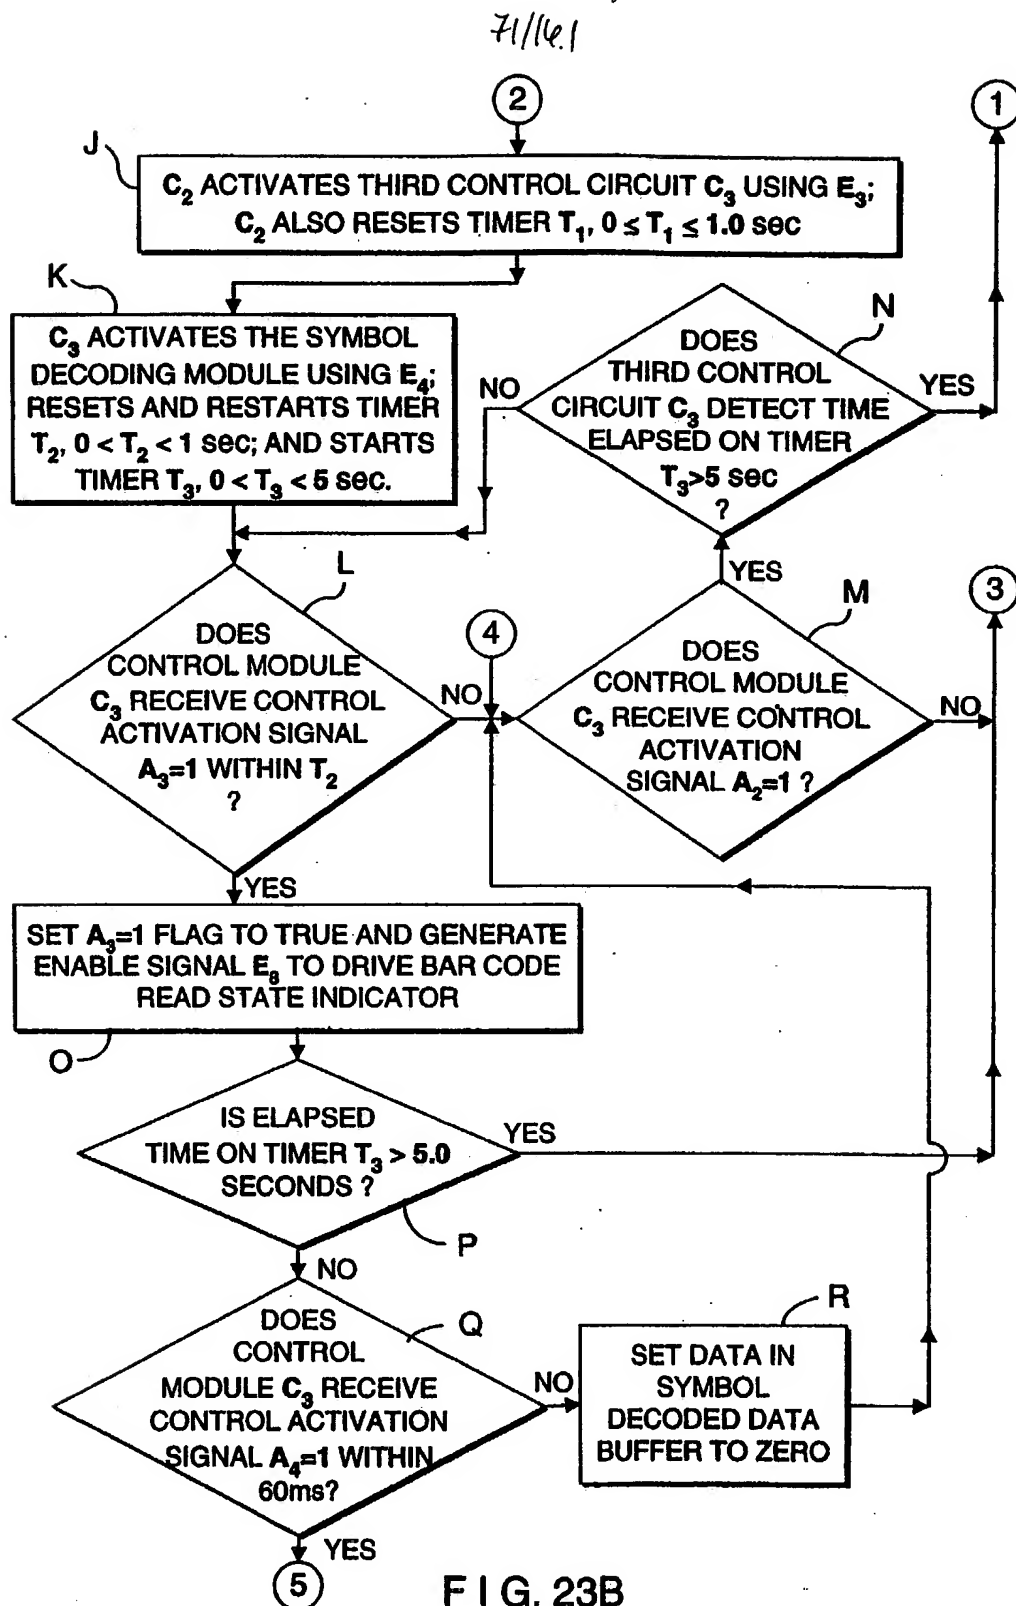 71/161
2
1
J
C₂ ACTIVATES THIRD CONTROL CIRCUIT C₃ USING E₃;
C₂ ALSO RESETS TIMER T₁, 0 ≤ T₁ ≤ 1.0 sec
K
C₃ ACTIVATES THE SYMBOL
DECODING MODULE USING E₄;
RESETS AND RESTARTS TIMER
T₂, 0 < T₂ < 1 sec; AND STARTS
TIMER T₃, 0 < T₃ < 5 sec.
N
DOES
THIRD CONTROL
CIRCUIT C₃ DETECT TIME
ELAPSED ON TIMER
T₃>5 sec
?
NO
YES
L
DOES
CONTROL MODULE
C₃ RECEIVE CONTROL
ACTIVATION SIGNAL
A₃=1 WITHIN T₂
?
NO
YES
4
M
DOES
CONTROL MODULE
C₃ RECEIVE CONTROL
ACTIVATION
SIGNAL A₂=1 ?
YES
NO
3
SET A₃=1 FLAG TO TRUE AND GENERATE
ENABLE SIGNAL E₈ TO DRIVE BAR CODE
READ STATE INDICATOR
O
IS ELAPSED
TIME ON TIMER T₃ > 5.0
SECONDS ?
YES
P
NO
Q
DOES
CONTROL
MODULE C₃ RECEIVE
CONTROL ACTIVATION
SIGNAL A₄=1 WITHIN
60ms?
NO
R
SET DATA IN
SYMBOL
DECODED DATA
BUFFER TO ZERO
YES
5
FIG. 23B